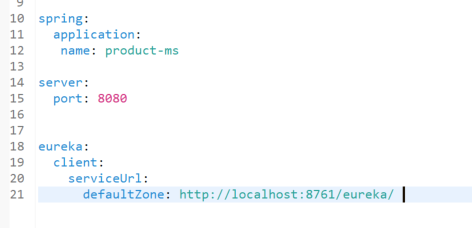 9
10 spring:
11   application:
12    name: product-ms
13
14 server:
15   port: 8080
16
17
18 eureka:
19   client:
20     serviceUrl:
21       defaultZone: http://localhost:8761/eureka/